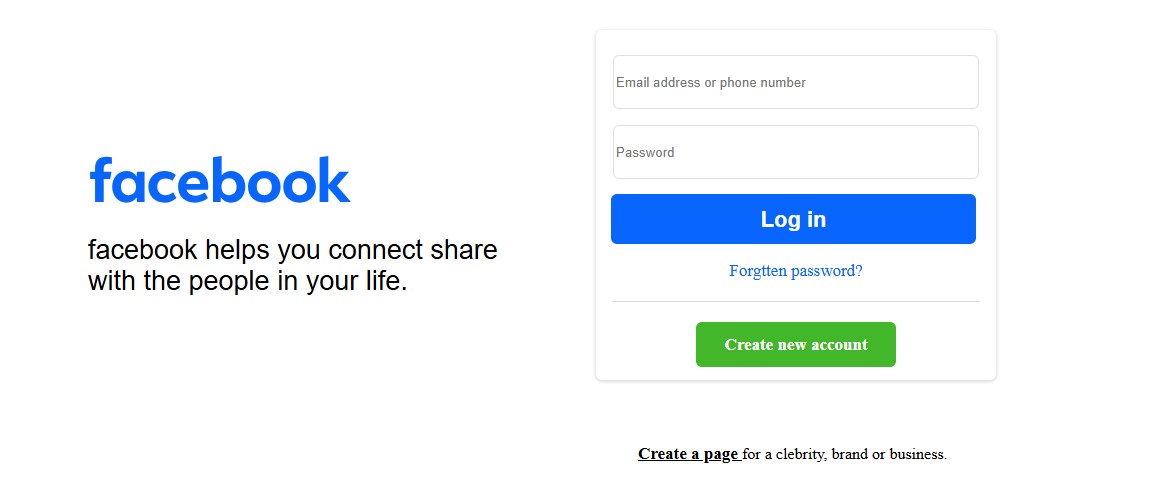 facebook
facebook helps you connect share
with the people in your life.
Email address or phone number
Password
Log in
Forgtten password?
Create new account
Create a page for a clebrity, brand or business.